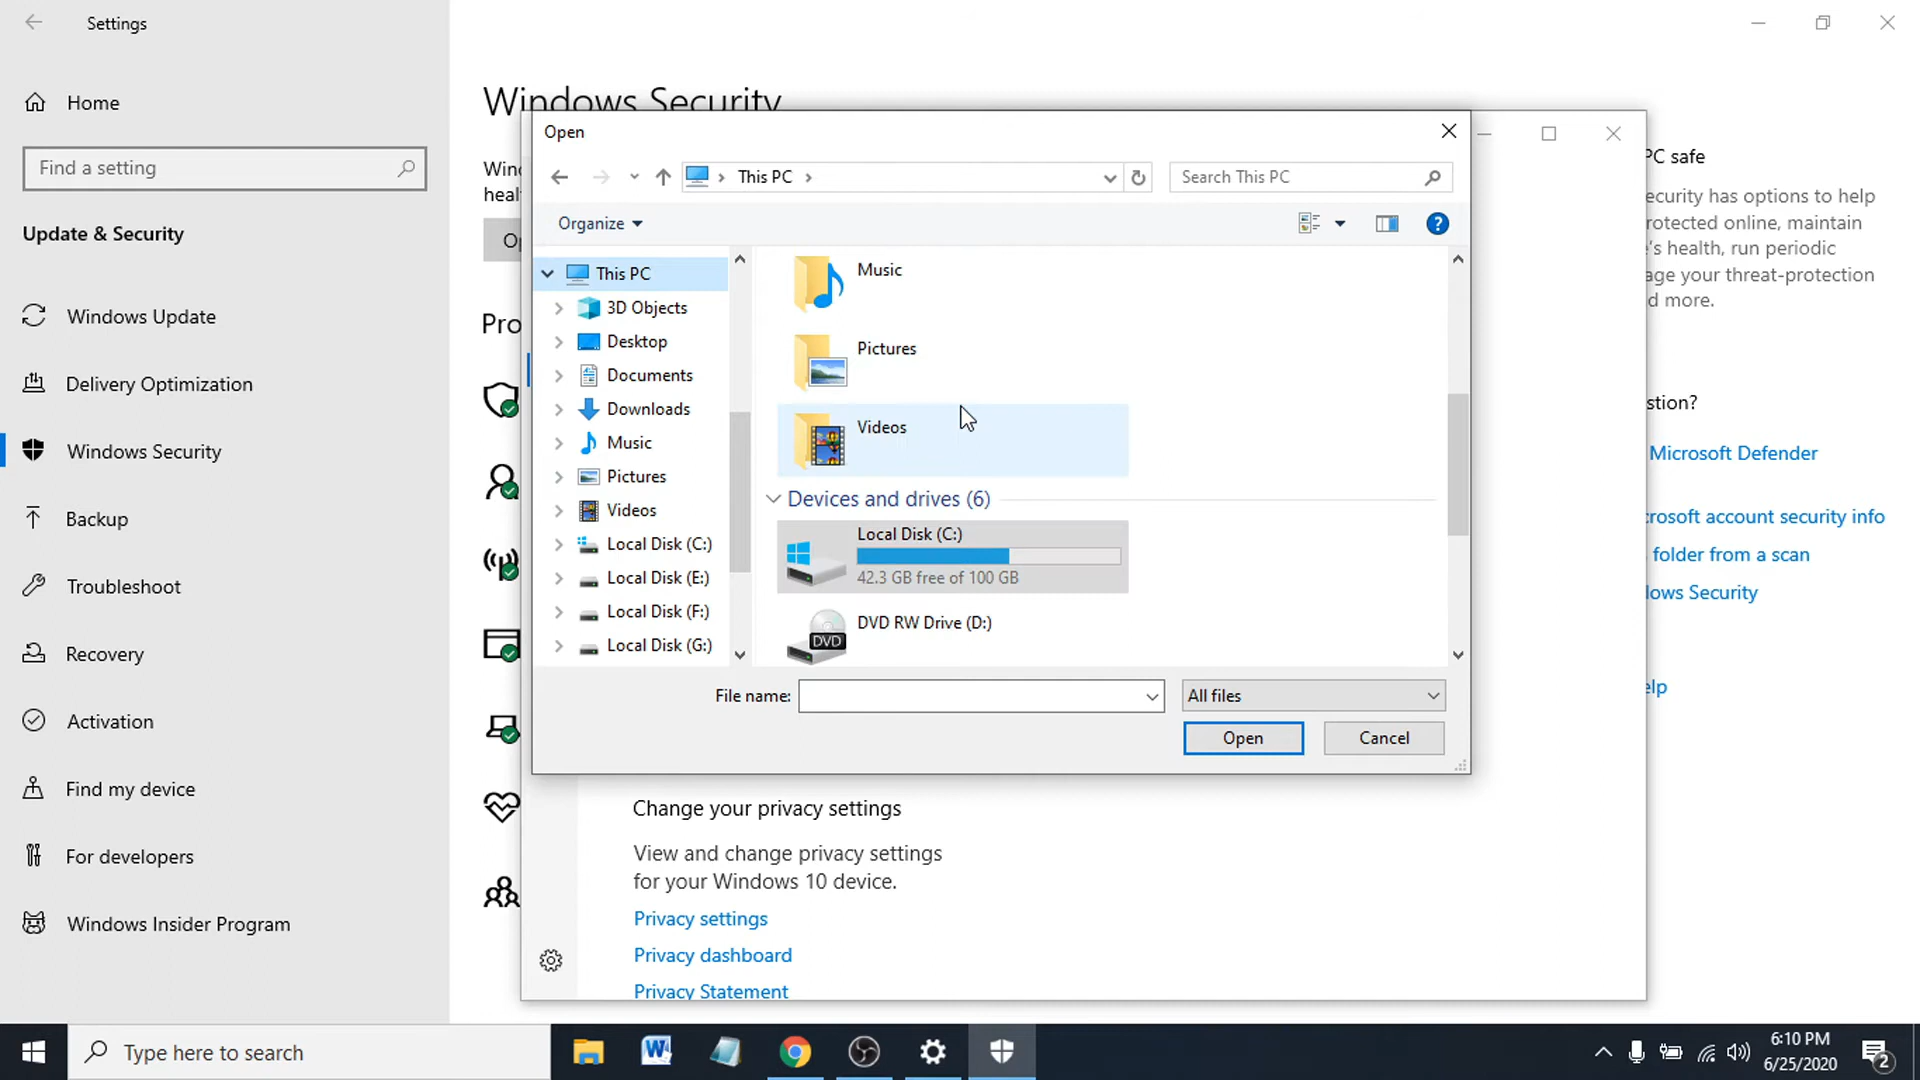 Settings
Home
Find a setting
Update & Security
Windows Update
Delivery Optimization
Windows Security
Backup
Troubleshoot
Recovery
Activation
Find my device
For developers
Windows Insider Program
Windows Security
Wind
heal
Op
Pro
Open
This PC
Search This PC
Organize
This PC
3D Objects
Desktop
Documents
Downloads
Music
Pictures
Videos
Local Disk (C:)
Local Disk (E:)
Local Disk (F:)
Local Disk (G:)
Music
Pictures
Videos
Devices and drives (6)
Local Disk (C:)
42.3 GB free of 100 GB
DVD RW Drive (D:)
DVD
File name:
All files
Open
Cancel
Change your privacy settings
View and change privacy settings
for your Windows 10 device.
Privacy settings
Privacy dashboard
Privacy Statement
PC safe
ecurity has options to help
rotected online, maintain
e's health, run periodic
age your threat-protection
d more.
stion?
Microsoft Defender
crosoft account security info
folder from a scan
lows Security
elp
Type here to search
6:10 PM
6/25/2020
2